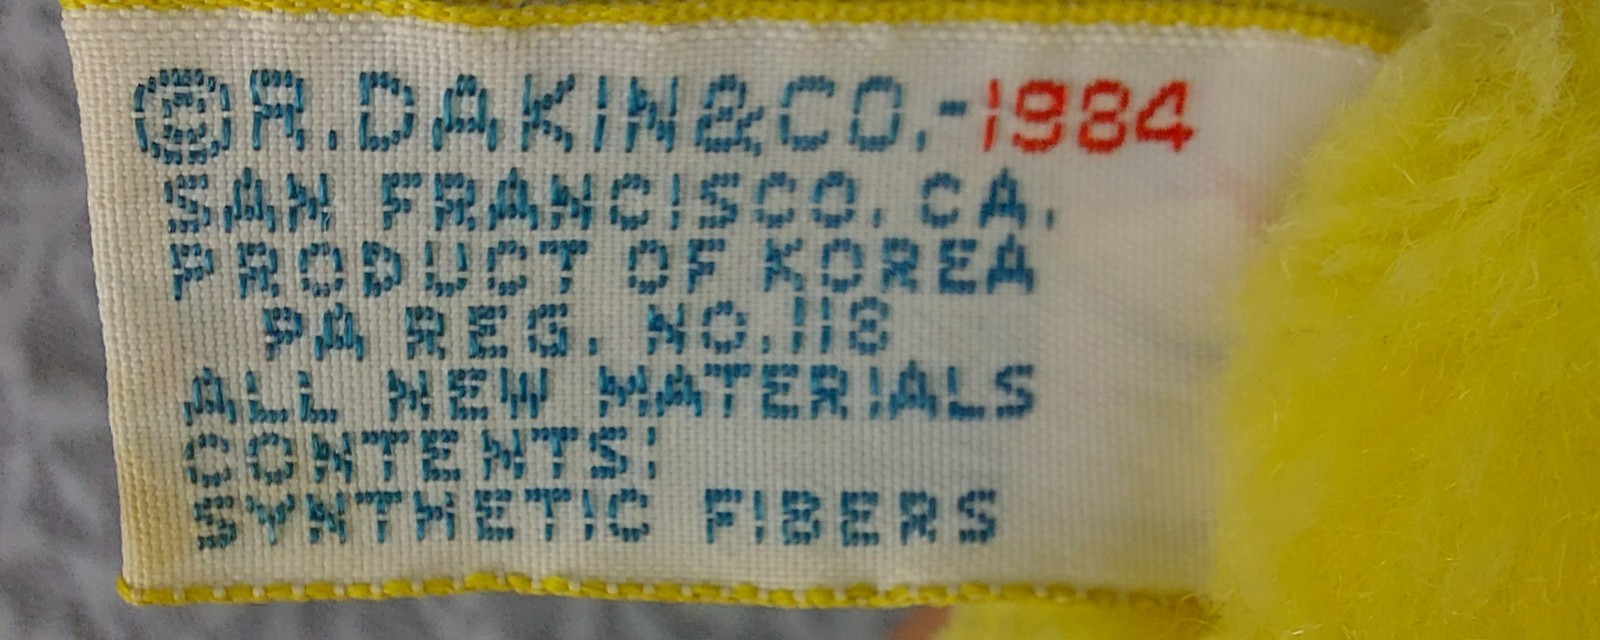 ©R.DAKIN&CO.-1984
SAN FRANCISCO, CA.
PRODUCT OF KOREA
PA REG. NO.118
ALL NEW MATERIALS
CONTENTS:
SYNTHETIC FIBERS